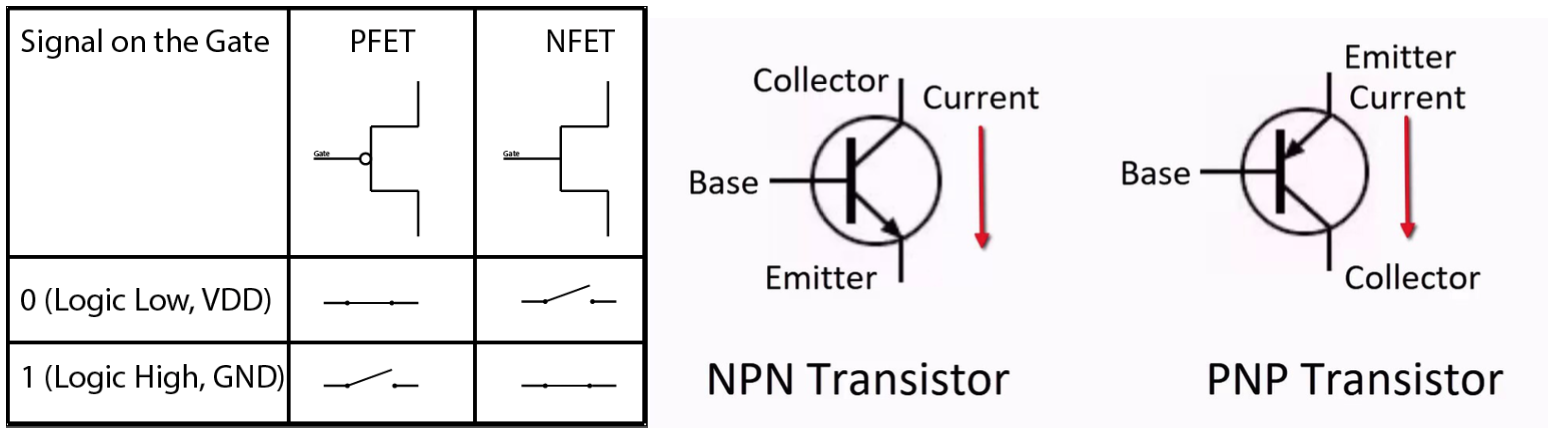 Signal on the Gate
PFET
NFET
Gate
Gate
0 (Logic Low, VDD)
1 (Logic High, GND)
Collector
Current
Base
Emitter
NPN Transistor
Emitter
Current
Base
Collector
PNP Transistor